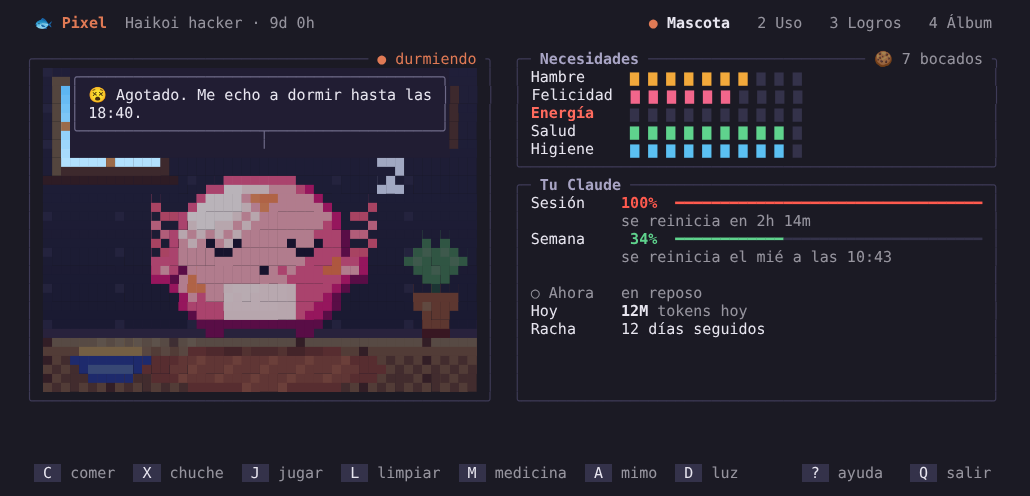 Pixel Haikoi hacker · 9d 0h
● Mascota 2 Uso 3 Logros 4 Álbum
● durmiendo
😵 Agotado. Me echo a dormir hasta las
18:40.
Necesidades 7 bocados
Hambre
Felicidad
Energía
Salud
Higiene
Tu Claude
Sesión 100%
se reinicia en 2h 14m
Semana 34%
se reinicia el mié a las 10:43
○ Ahora en reposo
Hoy 12M tokens hoy
Racha 12 días seguidos
C comer X chuche J jugar L limpiar M medicina A mimo D luz ? ayuda Q salir